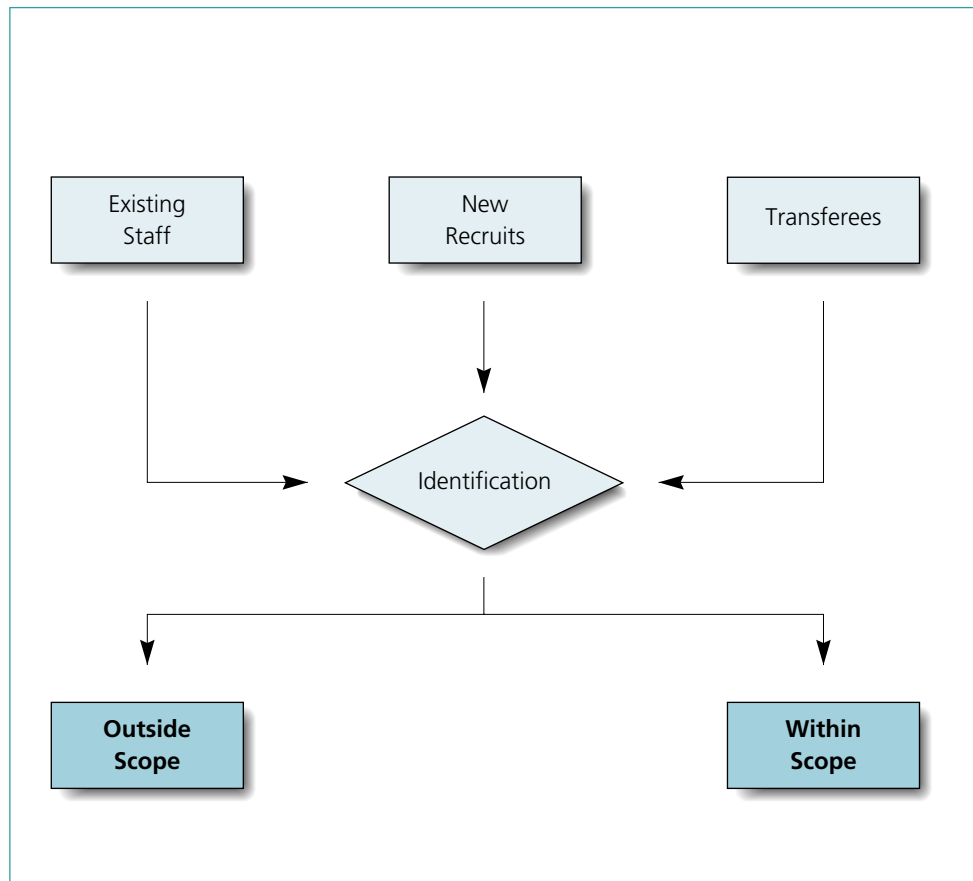 Existing
Staff
New
Recruits
Transferees
Identification
Outside
Scope
Within
Scope